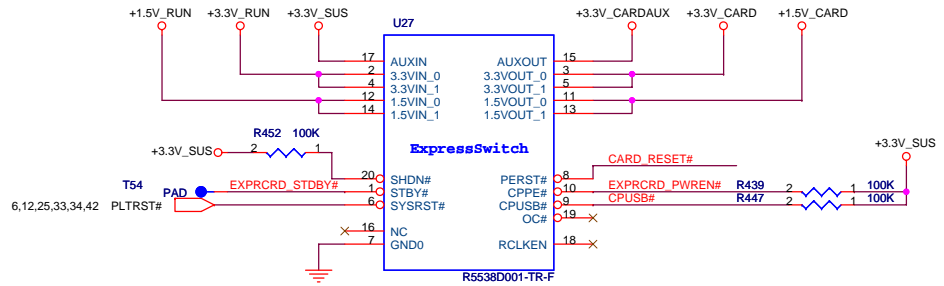 +1.5V_RUN +3.3V_RUN +3.3V_SUS U27 +3.3V_CARDAUX +3.3V_CARD +1.5V_CARD
17 AUXIN AUXOUT 15
2 3.3VIN_0 3.3VOUT_0 3
4 3.3VIN_1 3.3VOUT_1 5
12 1.5VIN_0 1.5VOUT_0 11
14 1.5VIN_1 1.5VOUT_1 13
R452 100K
+3.3V_SUS 2 1 ExpressSwitch +3.3V_SUS
CARD_RESET#
20 SHDN# PERST# 8
T54 PAD EXPRCRD_STDBY# 1 STBY# CPPE# 10 EXPRCRD_PWREN# R439 2 1 100K
6,12,25,33,34,42 PLTRST# 6 SYSRST# CPUSB# 9 CPUSB# R447 2 1 100K
OC# 19
16 NC
7 GND0 RCLKEN 18
R5538D001-TR-F